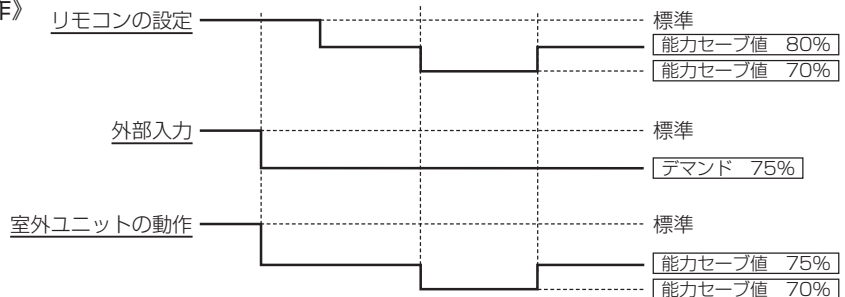 作》
リモコンの設定
標準
能力セーブ値 80%
能力セーブ値 70%
外部入力
標準
デマンド 75%
室外ユニットの動作
標準
能力セーブ値 75%
能力セーブ値 70%